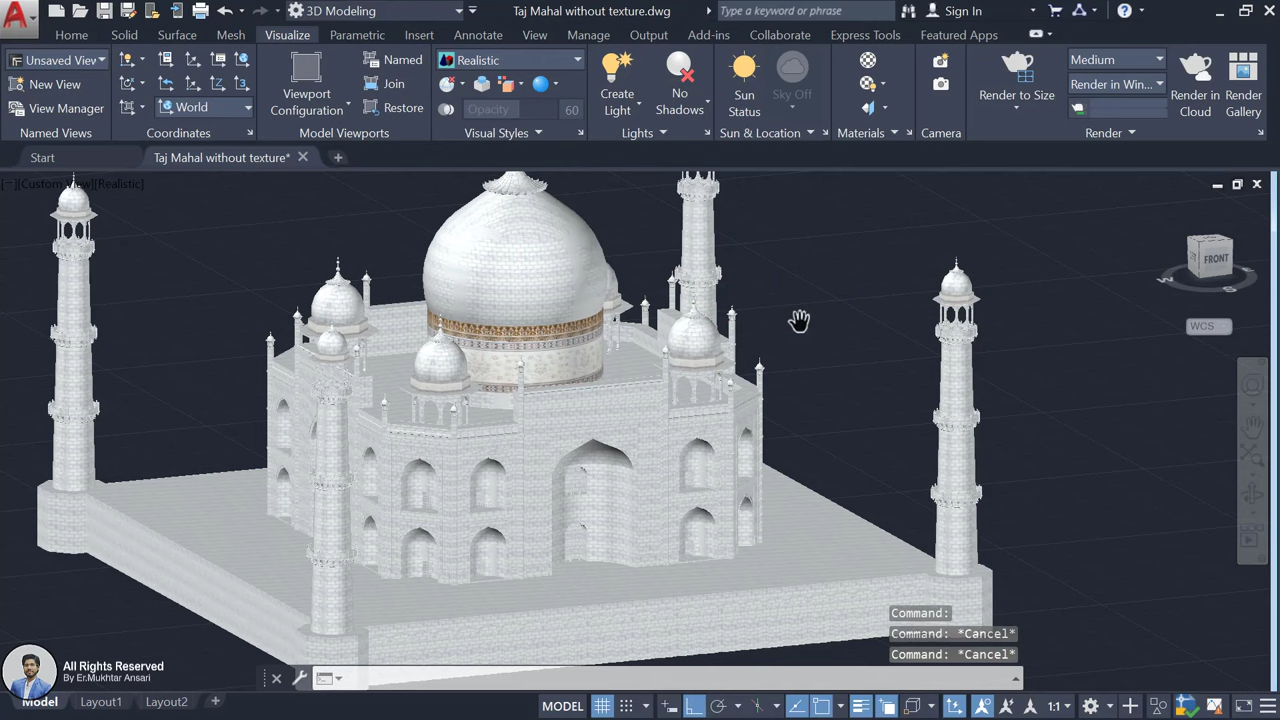 3D Modeling
Taj Mahal without texture.dwg
Type a keyword or phrase
Sign In
Home Solid Surface Mesh Visualize Parametric Insert Annotate View Manage Output Add-ins Collaborate Express Tools Featured Apps
Unsaved View
New View
View Manager
Named Views
World
Coordinates
Viewport
Configuration
Named
Join
Restore
Model Viewports
Realistic
Opacity 60
Visual Styles
Create
Light
No
Shadows
Lights
Sun
Status
Sky Off
Sun & Location
Materials
Camera
Render to Size
Medium
Render in Win...
Render in
Cloud
Render
Gallery
Render
Start
Taj Mahal without texture*
[−][Custom View][Realistic]
FRONT
WCS
Command:
Command: *Cancel*
Command: *Cancel*
All Rights Reserved
By Er.Mukhtar Ansari
Model Layout1 Layout2
MODEL
1:1